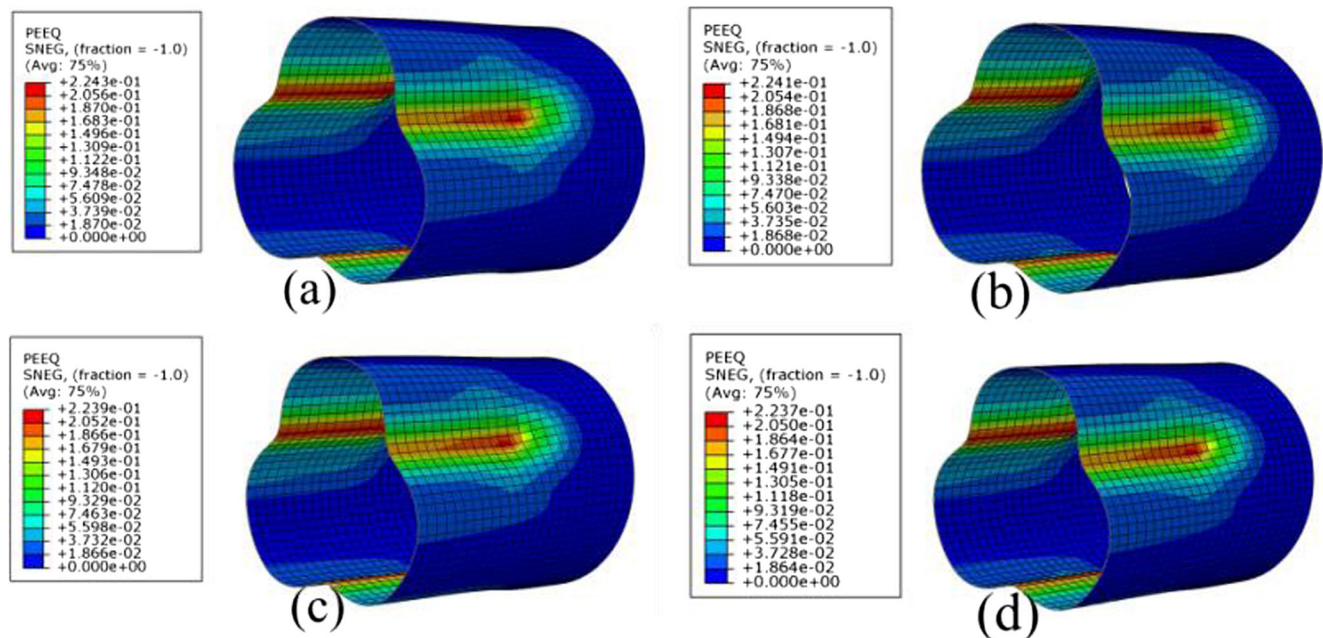 PEEQ
SNEG, (fraction = -1.0)
(Avg: 75%)
+2.243e-01
+2.056e-01
+1.870e-01
+1.683e-01
+1.496e-01
+1.309e-01
+1.122e-01
+9.348e-02
+7.478e-02
+5.609e-02
+3.739e-02
+1.870e-02
+0.000e+00
(a)
PEEQ
SNEG, (fraction = -1.0)
(Avg: 75%)
+2.241e-01
+2.054e-01
+1.868e-01
+1.681e-01
+1.494e-01
+1.307e-01
+1.121e-01
+9.338e-02
+7.470e-02
+5.603e-02
+3.735e-02
+1.868e-02
+0.000e+00
(b)
PEEQ
SNEG, (fraction = -1.0)
(Avg: 75%)
+2.239e-01
+2.052e-01
+1.866e-01
+1.679e-01
+1.493e-01
+1.306e-01
+1.120e-01
+9.329e-02
+7.463e-02
+5.598e-02
+3.732e-02
+1.866e-02
+0.000e+00
(c)
PEEQ
SNEG, (fraction = -1.0)
(Avg: 75%)
+2.237e-01
+2.050e-01
+1.864e-01
+1.677e-01
+1.491e-01
+1.305e-01
+1.118e-01
+9.319e-02
+7.455e-02
+5.591e-02
+3.728e-02
+1.864e-02
+0.000e+00
(d)